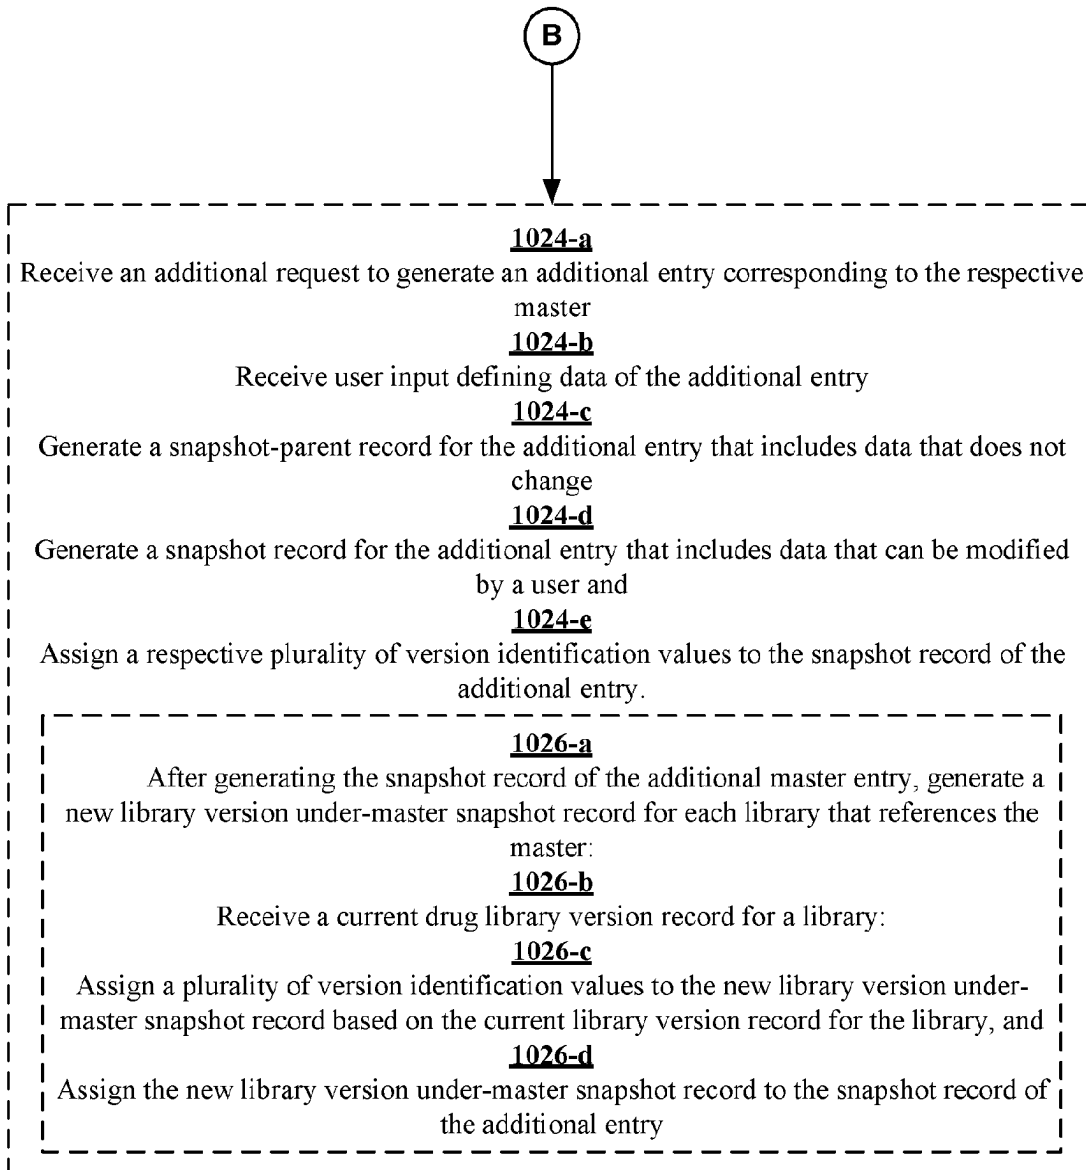 B
1024-a
Receive an additional request to generate an additional entry corresponding to the respective
master
1024-b
Receive user input defining data of the additional entry
1024-c
Generate a snapshot-parent record for the additional entry that includes data that does not
change
1024-d
Generate a snapshot record for the additional entry that includes data that can be modified
by a user and
1024-e
Assign a respective plurality of version identification values to the snapshot record of the
additional entry.
1026-a
After generating the snapshot record of the additional master entry, generate a
new library version under-master snapshot record for each library that references the
master:
1026-b
Receive a current drug library version record for a library:
1026-c
Assign a plurality of version identification values to the new library version under-
master snapshot record based on the current library version record for the library, and
1026-d
Assign the new library version under-master snapshot record to the snapshot record of
the additional entry